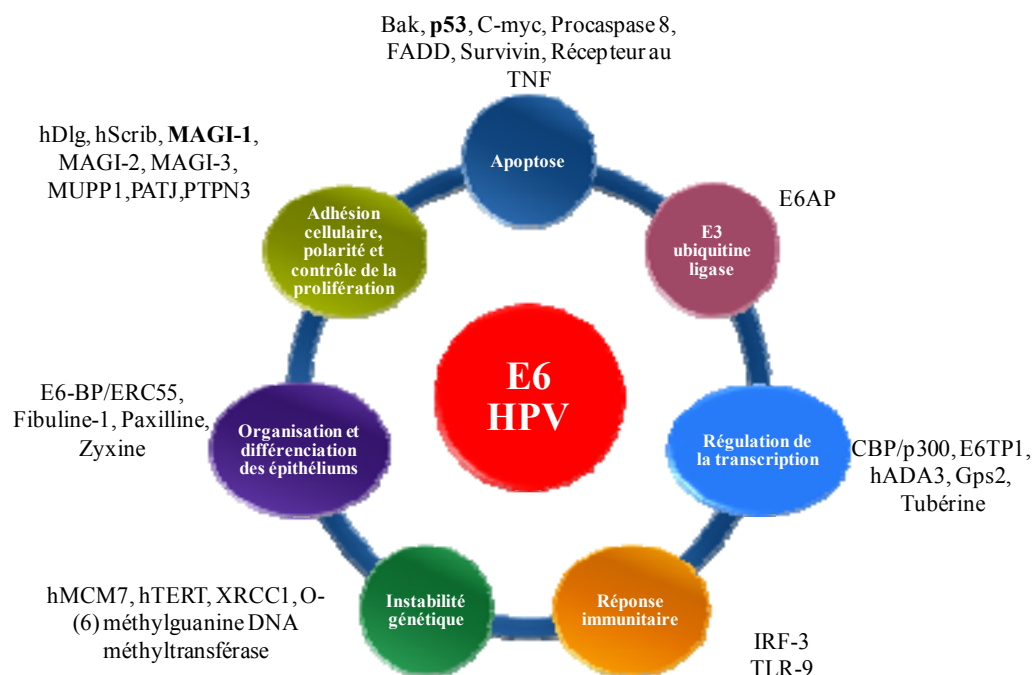 Bak, p53, C-myc, Procaspase 8,
FADD, Survivin, Récepteur au
TNF
Apoptose
hDlg, hScrib, MAGI-1,
MAGI-2, MAGI-3,
MUPP1,PATJ,PTPN3
Adhésion
cellulaire,
polarité et
contrôle de la
prolifération
E6AP
E3
ubiquitine
ligase
E6
HPV
E6-BP/ERC55,
Fibuline-1, Paxilline,
Zyxine
Organisation et
différenciation
des épithéliums
Régulation de
la transcription
CBP/p300, E6TP1,
hADA3, Gps2,
Tubérine
hMCM7, hTERT, XRCC1, O-
(6) méthylguanine DNA
méthyltransférase
Instabilité
génétique
Réponse
immunitaire
IRF-3
TLR-9